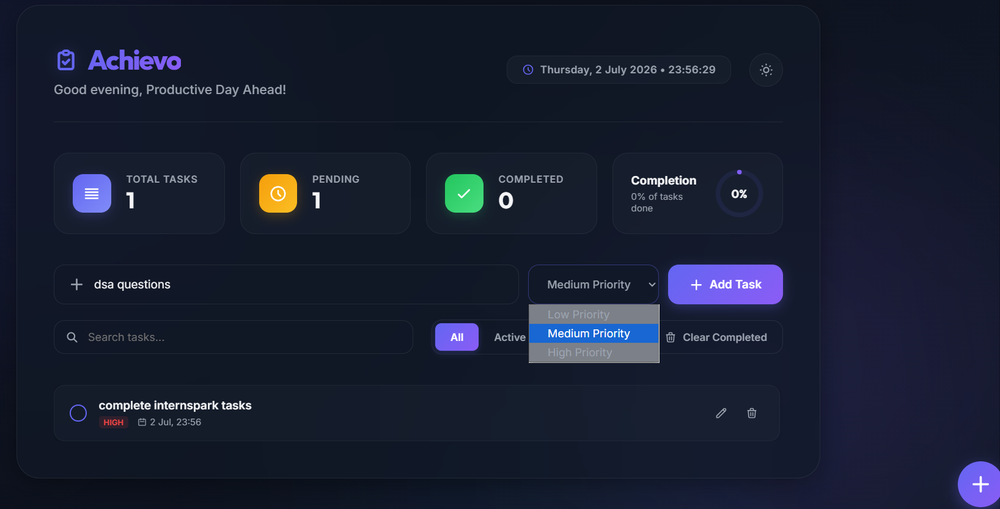 Achievo
Good evening, Productive Day Ahead!
Thursday, 2 July 2026 • 23:56:29
TOTAL TASKS
1
PENDING
1
COMPLETED
0
Completion
0% of tasks
done
0%
dsa questions
Medium Priority
Add Task
Low Priority
Medium Priority
High Priority
Search tasks...
All
Active
Clear Completed
complete internspark tasks
HIGH
2 Jul, 23:56